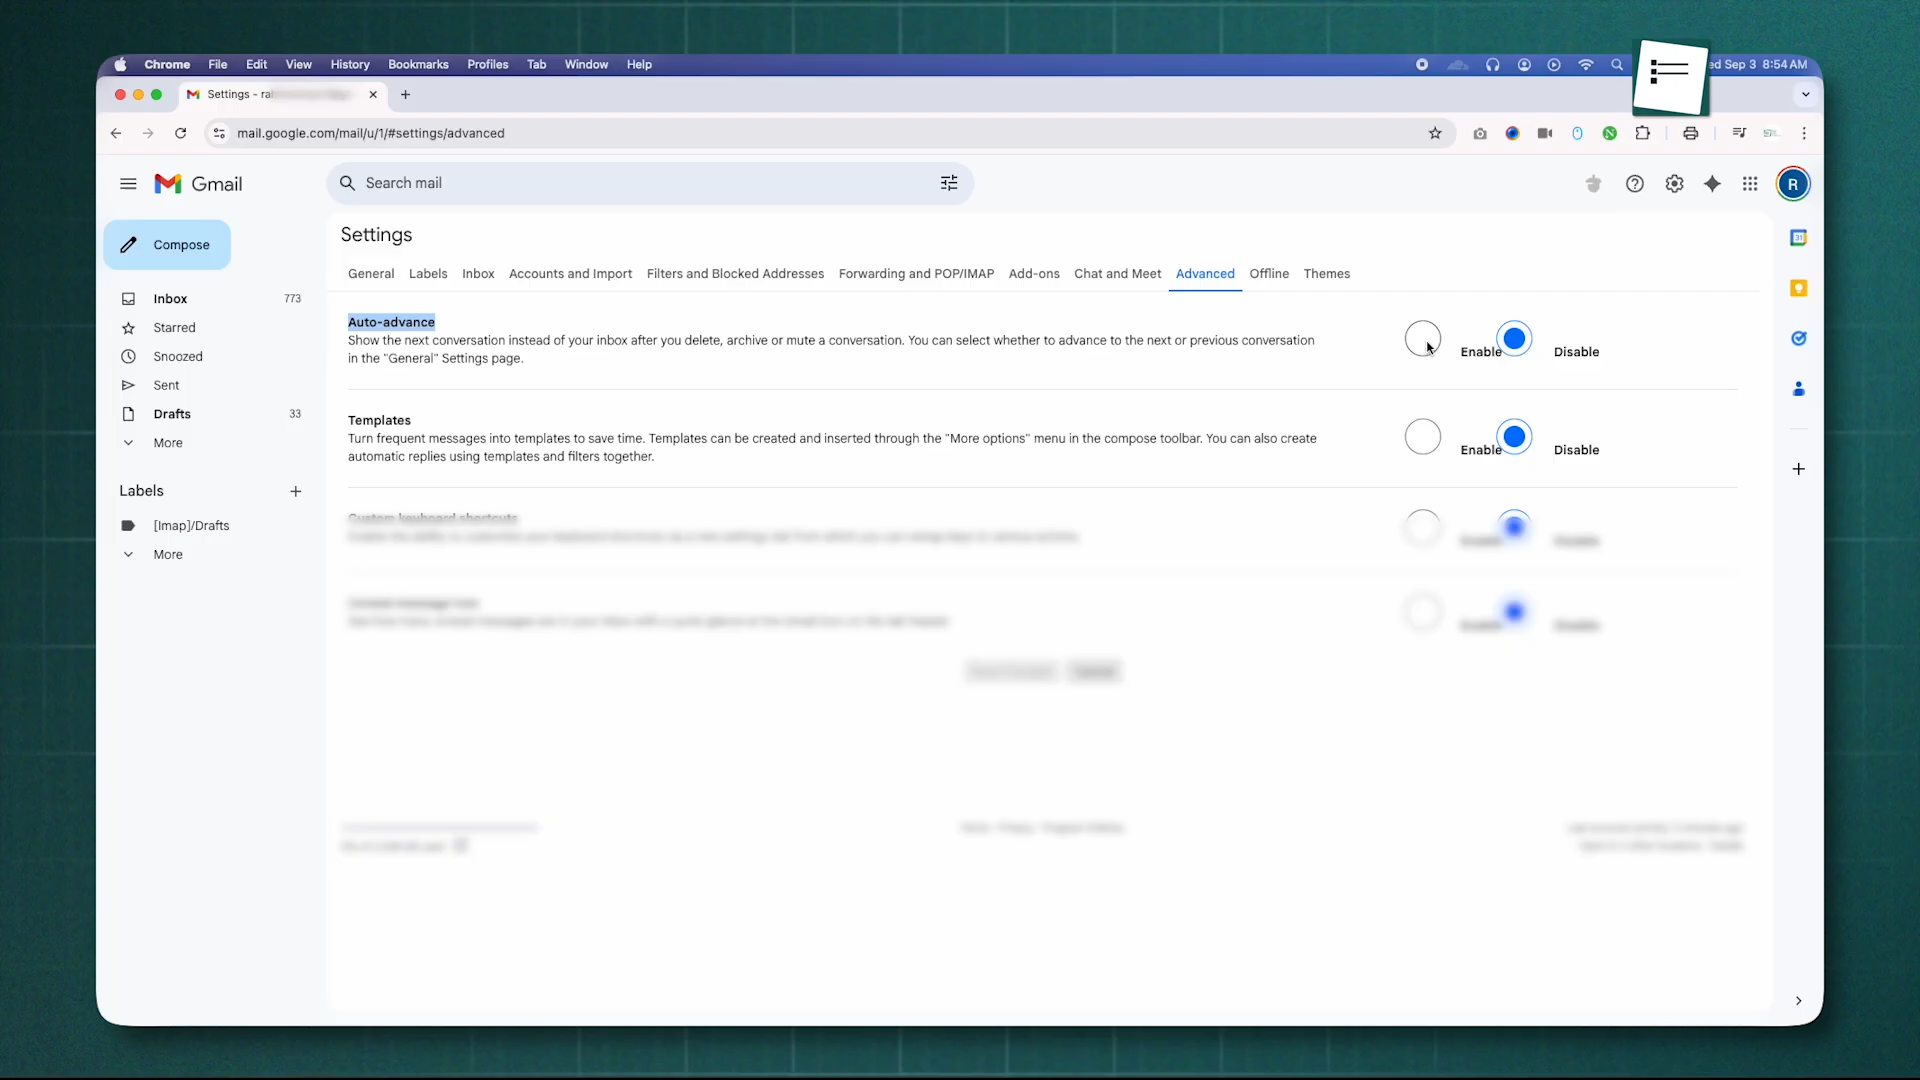 Chrome File Edit View History Bookmarks Profiles Tab Window Help
ed Sep 3 8:54 AM
Settings - ra
mail.google.com/mail/u/1/#settings/advanced
Gmail
Search mail
R
Compose
Inbox 773
Starred
Snoozed
Sent
Drafts 33
More
Labels
[Imap]/Drafts
More
Settings
General Labels Inbox Accounts and Import Filters and Blocked Addresses Forwarding and POP/IMAP Add-ons Chat and Meet Advanced Offline Themes
Auto-advance
Show the next conversation instead of your inbox after you delete, archive or mute a conversation. You can select whether to advance to the next or previous conversation
in the "General" Settings page.
Enable Disable
Templates
Turn frequent messages into templates to save time. Templates can be created and inserted through the "More options" menu in the compose toolbar. You can also create
automatic replies using templates and filters together.
Enable Disable
Custom keyboard shortcuts
31